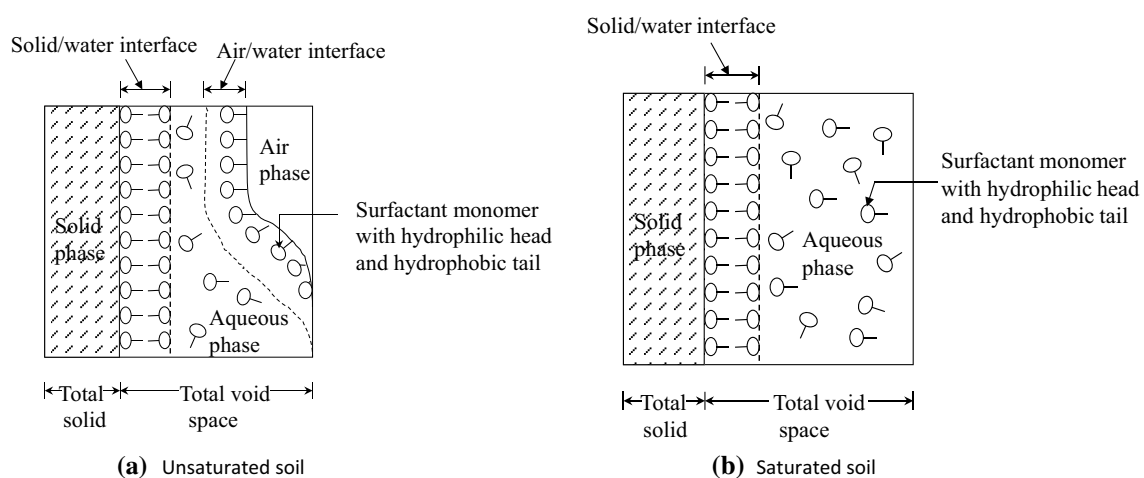 Solid/water interface
Air/water interface
Air
phase
Solid
phase
Aqueous
phase
Surfactant monomer
with hydrophilic head
and hydrophobic tail
Total
solid
Total void
space
(a) Unsaturated soil
Solid/water interface
Solid
phase
Aqueous
phase
Surfactant monomer
with hydrophilic head
and hydrophobic tail
Total
solid
Total void
space
(b) Saturated soil